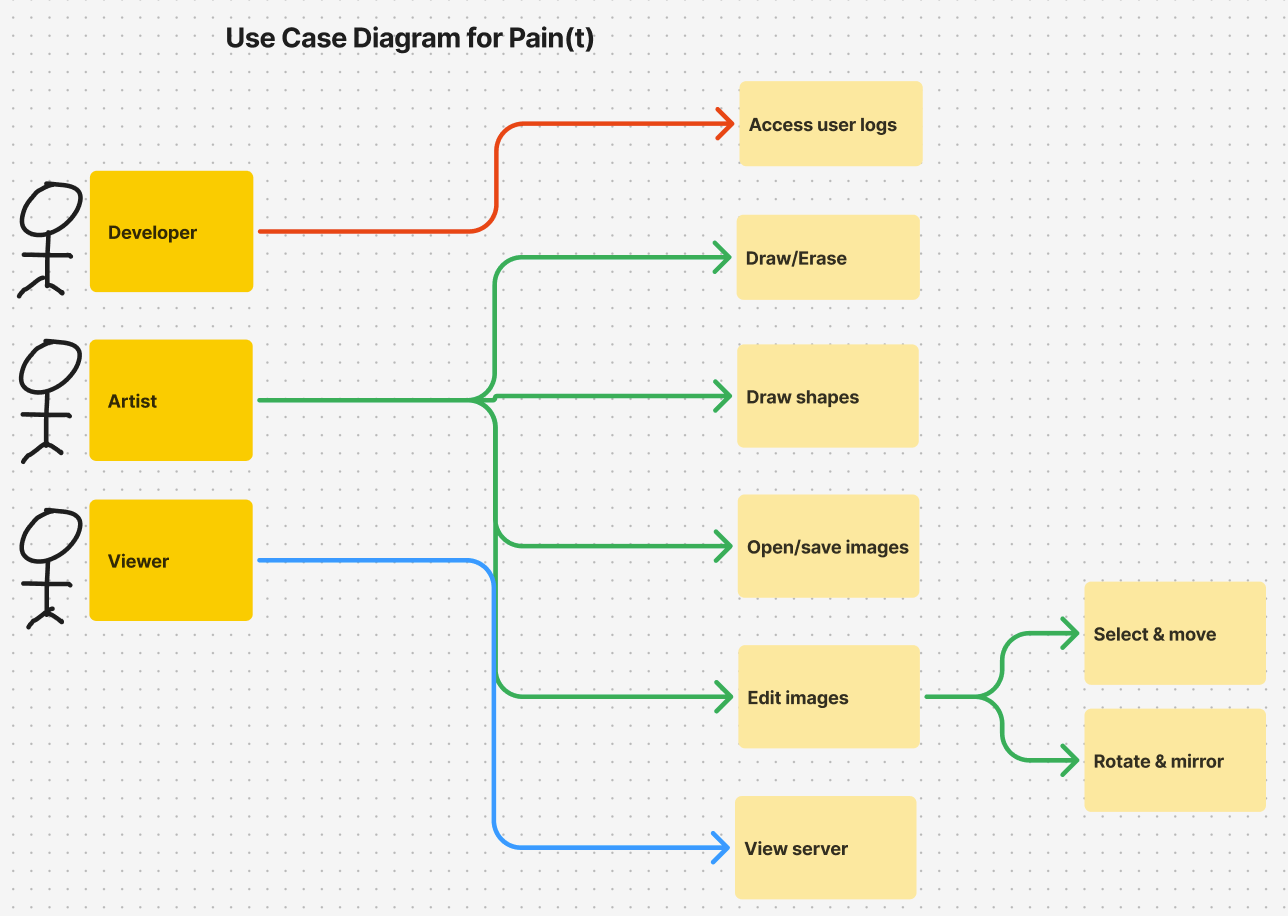 Use Case Diagram for Pain(t)
Access user logs
Developer
Draw/Erase
Artist
Draw shapes
Viewer
Open/save images
Select & move
Edit images
Rotate & mirror
View server